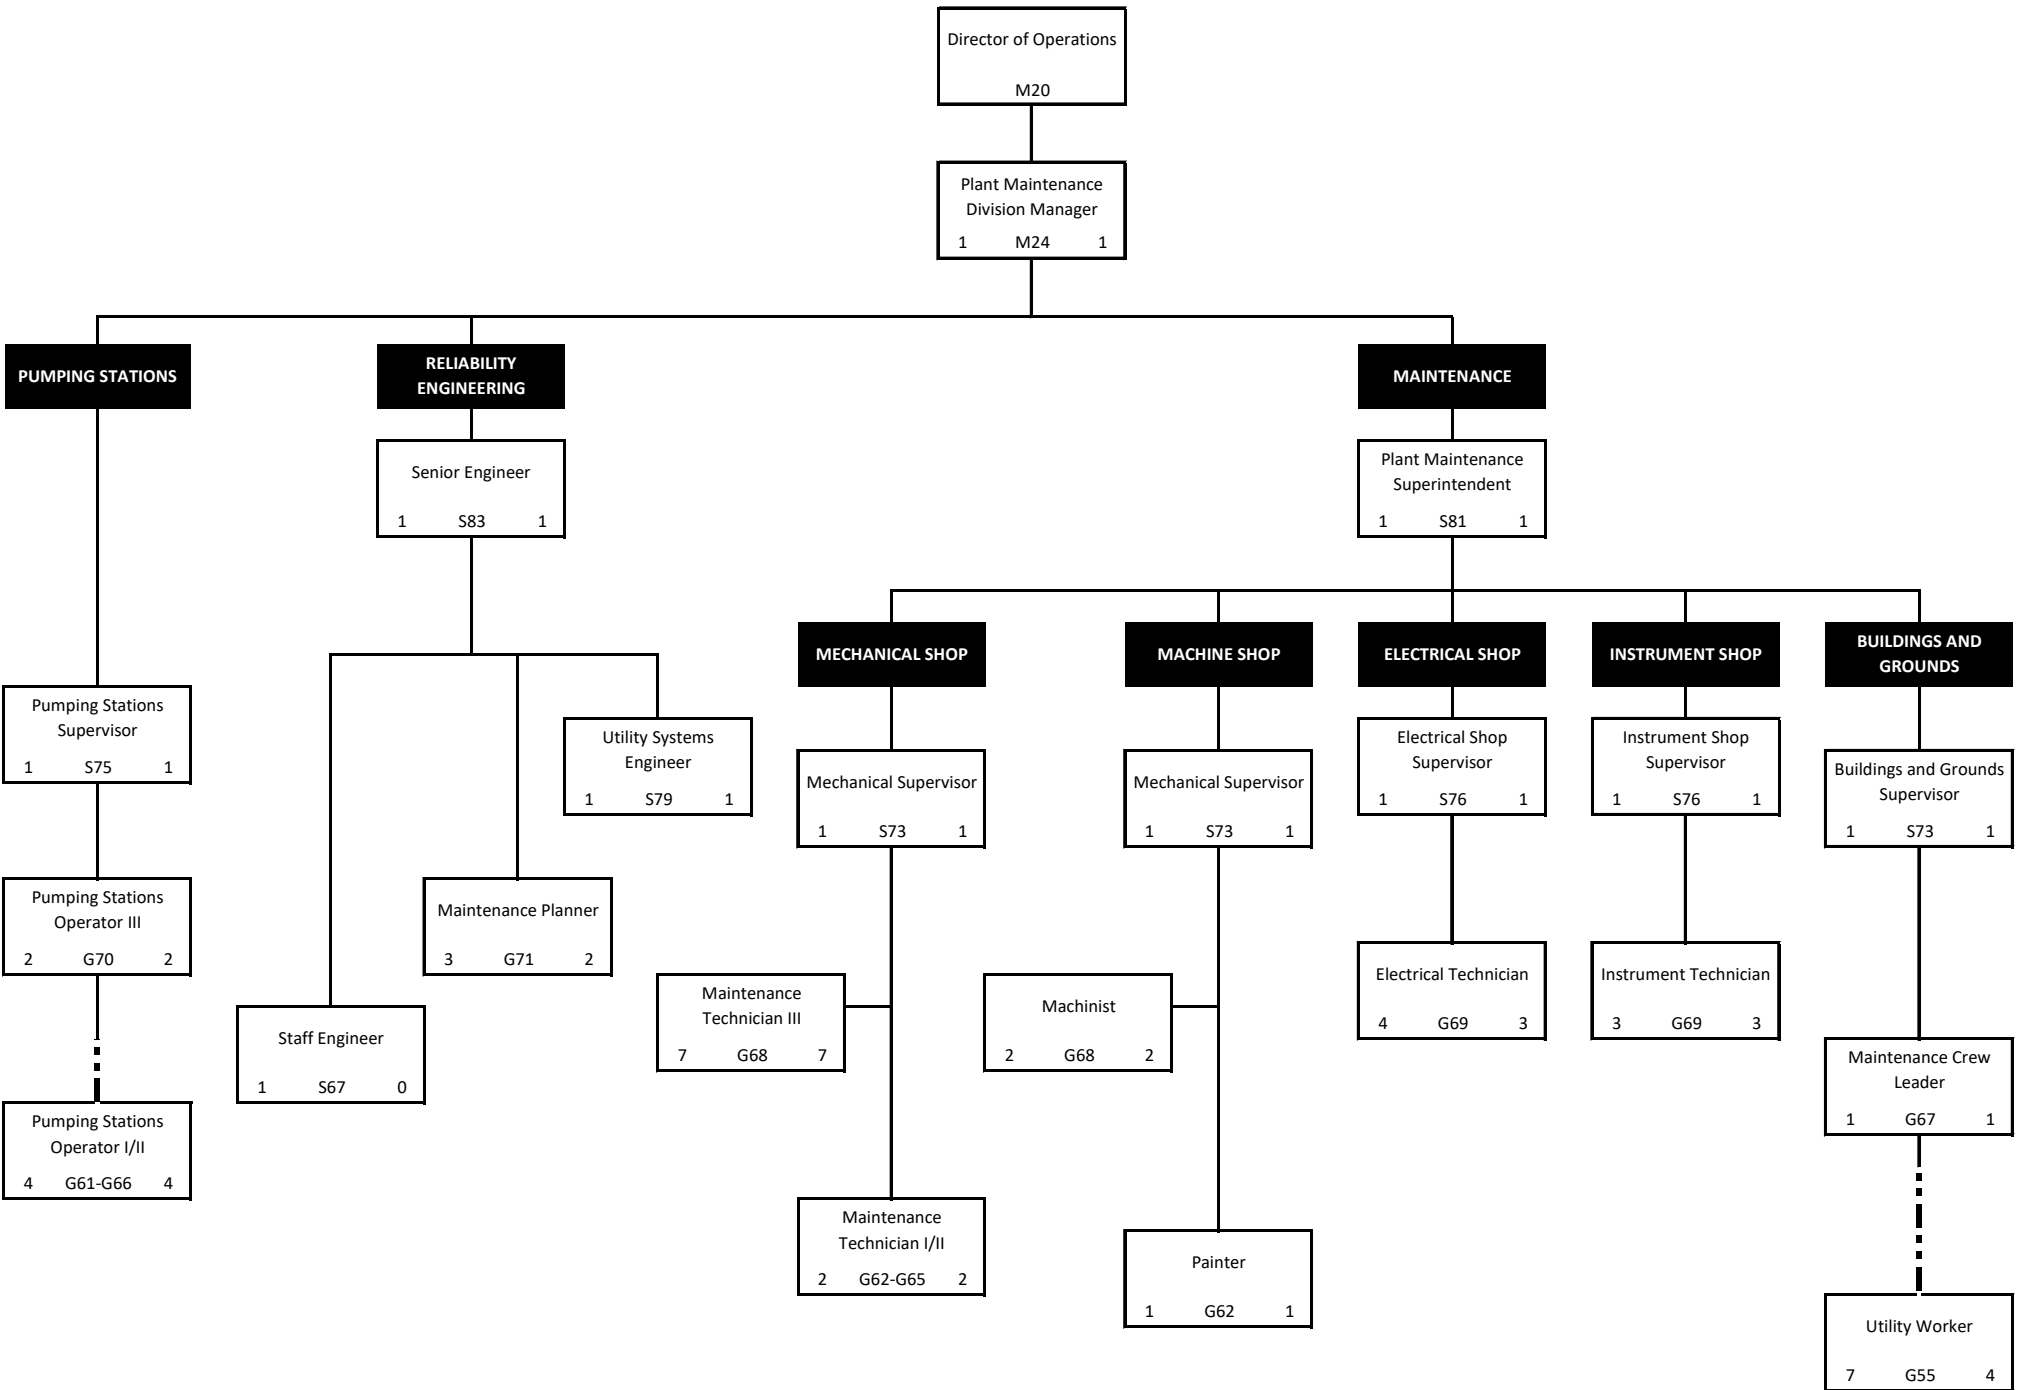 Director of Operations
M20
Plant Maintenance
Division Manager
1 M24 1
PUMPING STATIONS
RELIABILITY
ENGINEERING
MAINTENANCE
Senior Engineer
1 S83 1
Plant Maintenance
Superintendent
1 S81 1
MECHANICAL SHOP
MACHINE SHOP
ELECTRICAL SHOP
INSTRUMENT SHOP
BUILDINGS AND
GROUNDS
Pumping Stations
Supervisor
1 S75 1
Utility Systems
Engineer
1 S79 1
Mechanical Supervisor
1 S73 1
Mechanical Supervisor
1 S73 1
Electrical Shop
Supervisor
1 S76 1
Instrument Shop
Supervisor
1 S76 1
Buildings and Grounds
Supervisor
1 S73 1
Pumping Stations
Operator III
2 G70 2
Maintenance Planner
3 G71 2
Maintenance
Technician III
7 G68 7
Machinist
2 G68 2
Electrical Technician
4 G69 3
Instrument Technician
3 G69 3
Staff Engineer
1 S67 0
Maintenance Crew
Leader
1 G67 1
Pumping Stations
Operator I/II
4 G61-G66 4
Maintenance
Technician I/II
2 G62-G65 2
Painter
1 G62 1
Utility Worker
7 G55 4